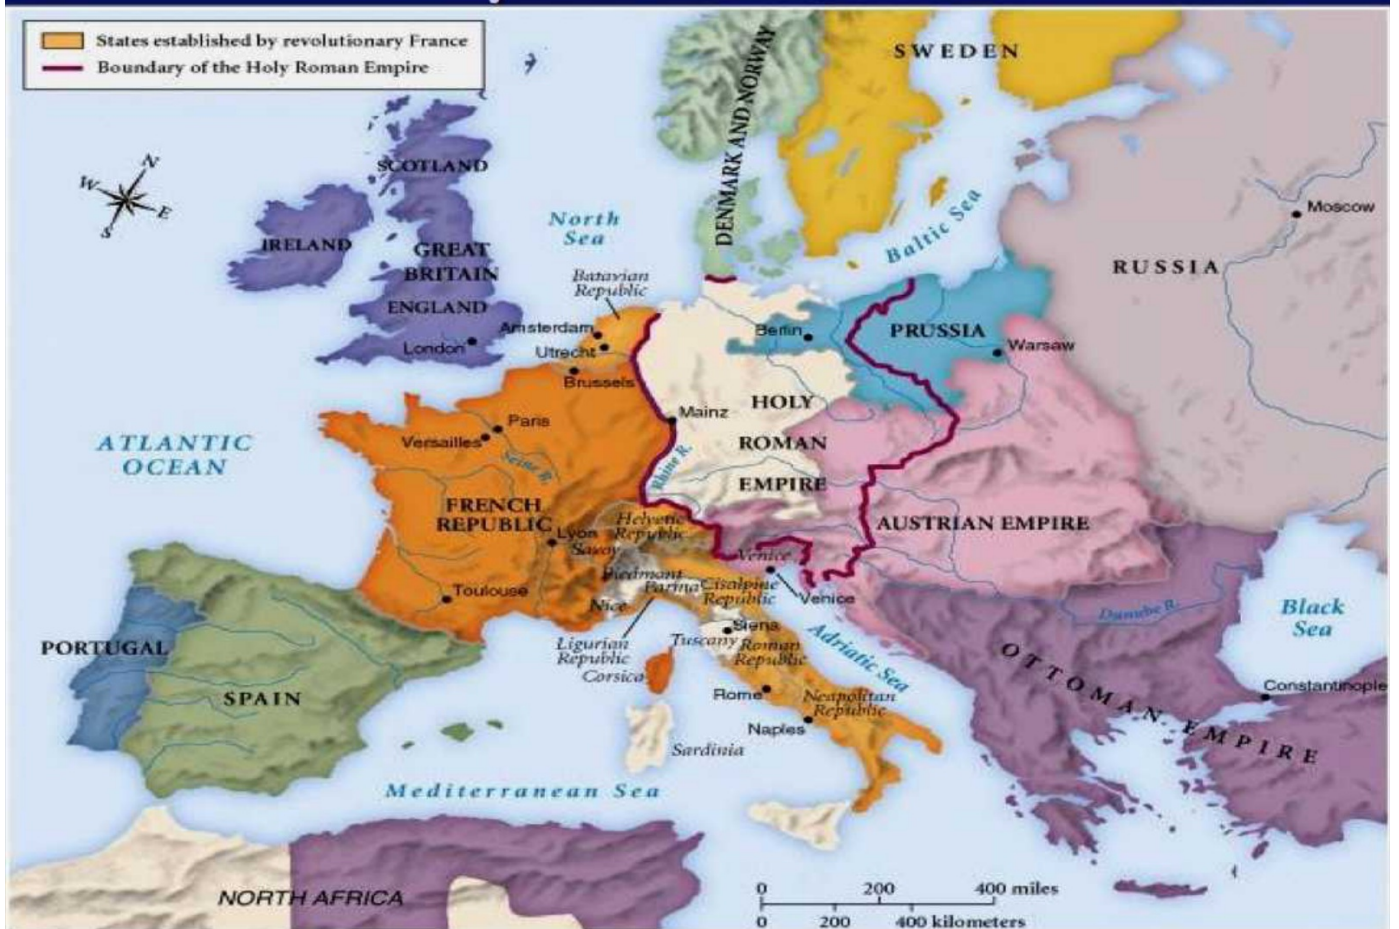 States established by revolutionary France
Boundary of the Holy Roman Empire
N
W
E
S
SCOTLAND
IRELAND
GREAT
BRITAIN
ENGLAND
London
North
Sea
DENMARK AND NORWAY
SWEDEN
Baltic Sea
Moscow
RUSSIA
Batavian
Republic
Amsterdam
Utrecht
Brussels
Berlin
PRUSSIA
Warsaw
ATLANTIC
OCEAN
Paris
Versailles
Seine R.
Mainz
Rhine R.
HOLY
ROMAN
EMPIRE
FRENCH
REPUBLIC
Lyon
Savoy
Helvetic
Republic
AUSTRIAN EMPIRE
Toulouse
Piedmont
Parma
Nice
Cisalpine
Republic
Venice
Venice
Ligurian
Republic
Corsica
Tuscany
Siena
Roman
Republic
Adriatic Sea
Danube R.
Black
Sea
PORTUGAL
SPAIN
Rome
Naples
Neapolitan
Republic
OTTOMAN EMPIRE
Constantinople
Sardinia
Mediterranean Sea
NORTH AFRICA
0 200 400 miles
0 200 400 kilometers